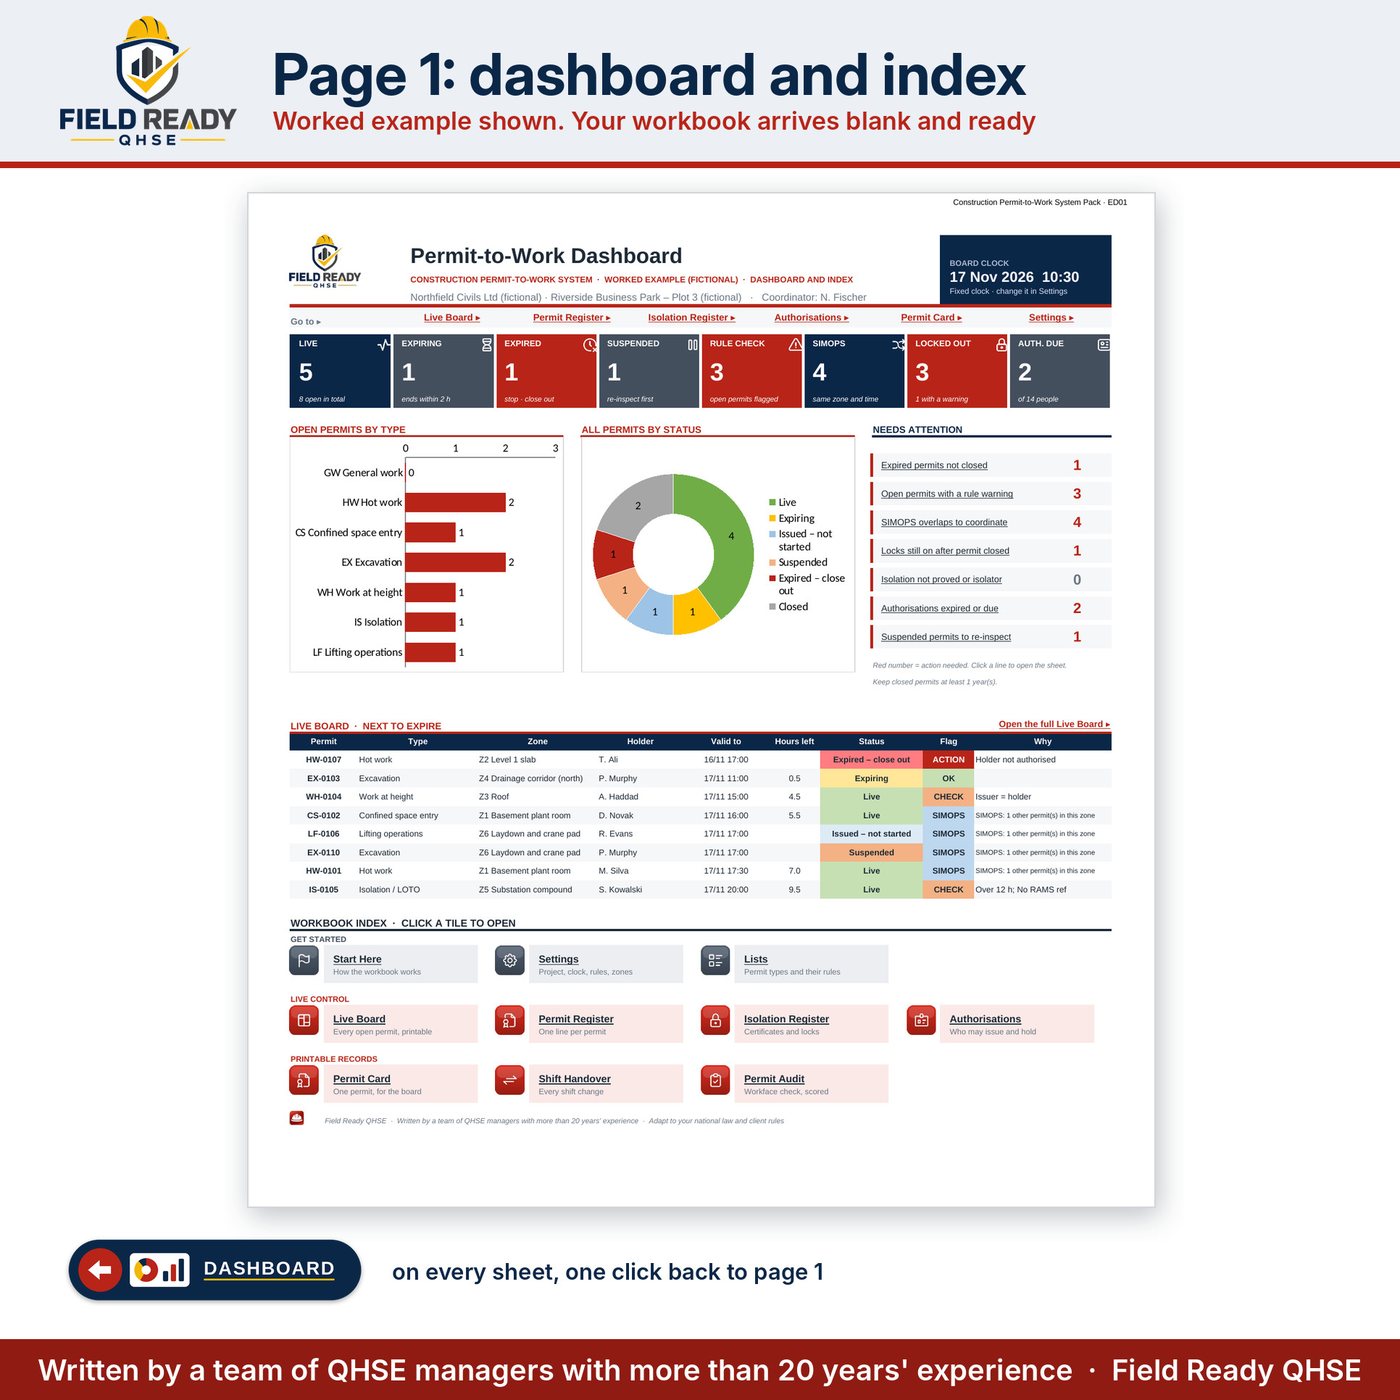 FIELD READY
QHSE
Page 1: dashboard and index
Worked example shown. Your workbook arrives blank and ready
Construction Permit-to-Work System Pack · ED01
FIELD READY
QHSE
Permit-to-Work Dashboard
CONSTRUCTION PERMIT-TO-WORK SYSTEM · WORKED EXAMPLE (FICTIONAL) · DASHBOARD AND INDEX
Northfield Civils Ltd (fictional) · Riverside Business Park – Plot 3 (fictional) · Coordinator: N. Fischer
BOARD CLOCK
17 Nov 2026 10:30
Fixed clock · change it in Settings
Go to ▸ Live Board ▸ Permit Register ▸ Isolation Register ▸ Authorisations ▸ Permit Card ▸ Settings ▸
LIVE EXPIRING EXPIRED SUSPENDED RULE CHECK SIMOPS LOCKED OUT AUTH. DUE
5 1 1 1 3 4 3 2
8 open in total ends within 2 h stop - close out re-inspect first open permits flagged same zone and time 1 with a warning of 14 people
OPEN PERMITS BY TYPE
0 1 2 3
GW General work 0
HW Hot work 2
CS Confined space entry 1
EX Excavation 2
WH Work at height 1
IS Isolation 1
LF Lifting operations 1
ALL PERMITS BY STATUS
2
4
1
1
1
1
Live
Expiring
Issued – not
started
Suspended
Expired – close
out
Closed
NEEDS ATTENTION
Expired permits not closed 1
Open permits with a rule warning 3
SIMOPS overlaps to coordinate 4
Locks still on after permit closed 1
Isolation not proved or isolator 0
Authorisations expired or due 2
Suspended permits to re-inspect 1
Red number = action needed. Click a line to open the sheet.
Keep closed permits at least 1 year(s).
LIVE BOARD · NEXT TO EXPIRE Open the full Live Board ▸
Permit Type Zone Holder Valid to Hours left Status Flag Why
HW-0107 Hot work Z2 Level 1 slab T. Ali 16/11 17:00 Expired – close out ACTION Holder not authorised
EX-0103 Excavation Z4 Drainage corridor (north) P. Murphy 17/11 11:00 0.5 Expiring OK
WH-0104 Work at height Z3 Roof A. Haddad 17/11 15:00 4.5 Live CHECK Issuer = holder
CS-0102 Confined space entry Z1 Basement plant room D. Novak 17/11 16:00 5.5 Live SIMOPS SIMOPS: 1 other permit(s) in this zone
LF-0106 Lifting operations Z6 Laydown and crane pad R. Evans 17/11 17:00 Issued – not started SIMOPS SIMOPS: 1 other permit(s) in this zone
EX-0110 Excavation Z6 Laydown and crane pad P. Murphy 17/11 17:00 Suspended SIMOPS SIMOPS: 1 other permit(s) in this zone
HW-0101 Hot work Z1 Basement plant room M. Silva 17/11 17:30 7.0 Live SIMOPS SIMOPS: 1 other permit(s) in this zone
IS-0105 Isolation / LOTO Z5 Substation compound S. Kowalski 17/11 20:00 9.5 Live CHECK Over 12 h; No RAMS ref
WORKBOOK INDEX · CLICK A TILE TO OPEN
GET STARTED
Start Here Settings Lists
How the workbook works Project, clock, rules, zones Permit types and their rules
LIVE CONTROL
Live Board Permit Register Isolation Register Authorisations
Every open permit, printable One line per permit Certificates and locks Who may issue and hold
PRINTABLE RECORDS
Permit Card Shift Handover Permit Audit
One permit, for the board Every shift change Workface check, scored
Field Ready QHSE · Written by a team of QHSE managers with more than 20 years' experience · Adapt to your national law and client rules
DASHBOARD
on every sheet, one click back to page 1
Written by a team of QHSE managers with more than 20 years' experience · Field Ready QHSE